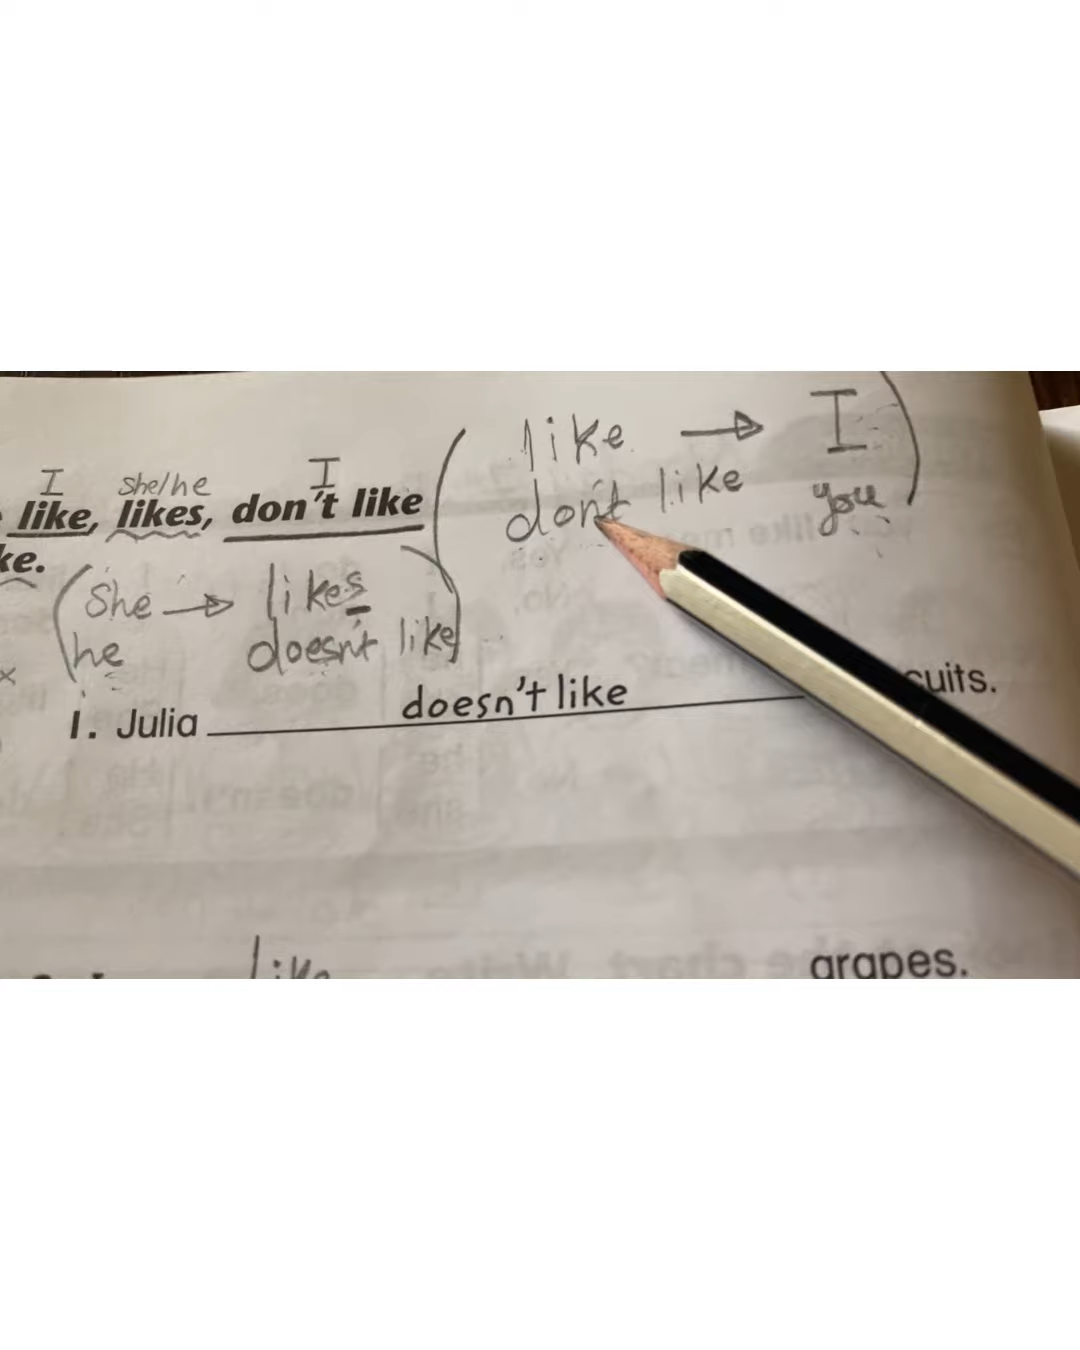 like → I
I she/he I
like, likes, don't like don't like you
ke.
She → likes
he doesn't like
1. Julia doesn't like cuits.
like grapes.